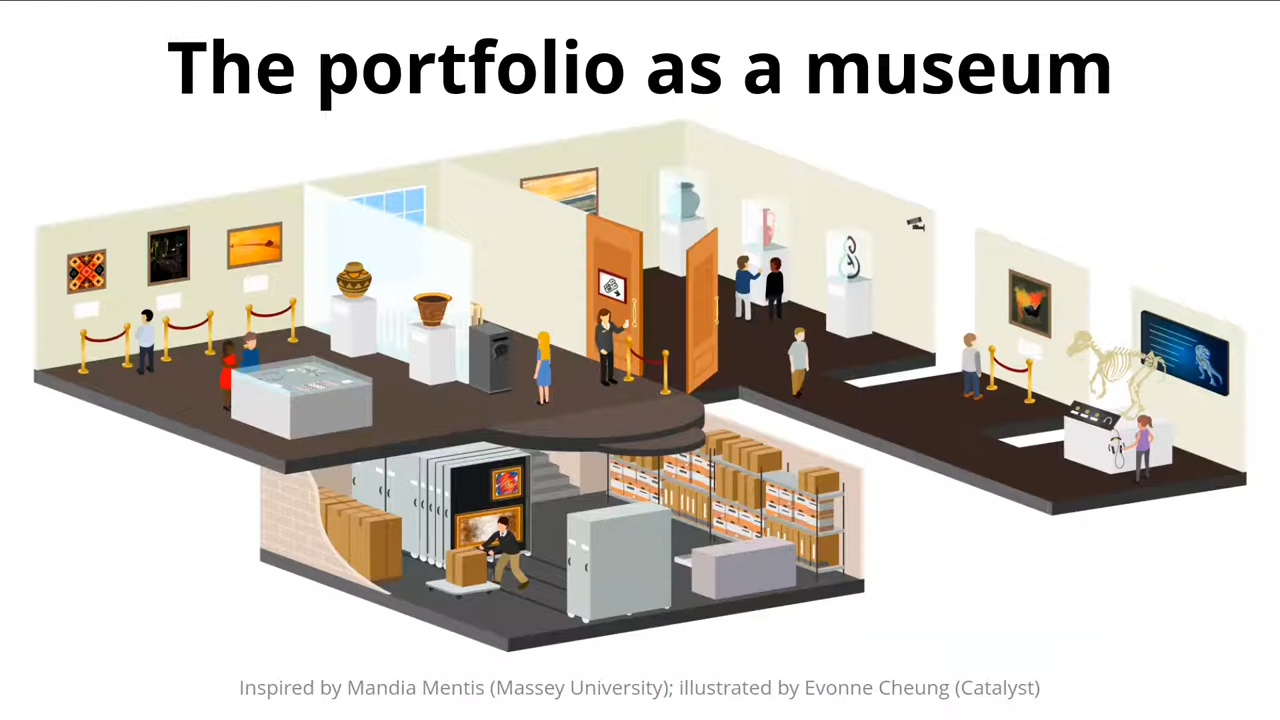 The portfolio as a museum
Inspired by Mandia Mentis (Massey University); illustrated by Evonne Cheung (Catalyst)